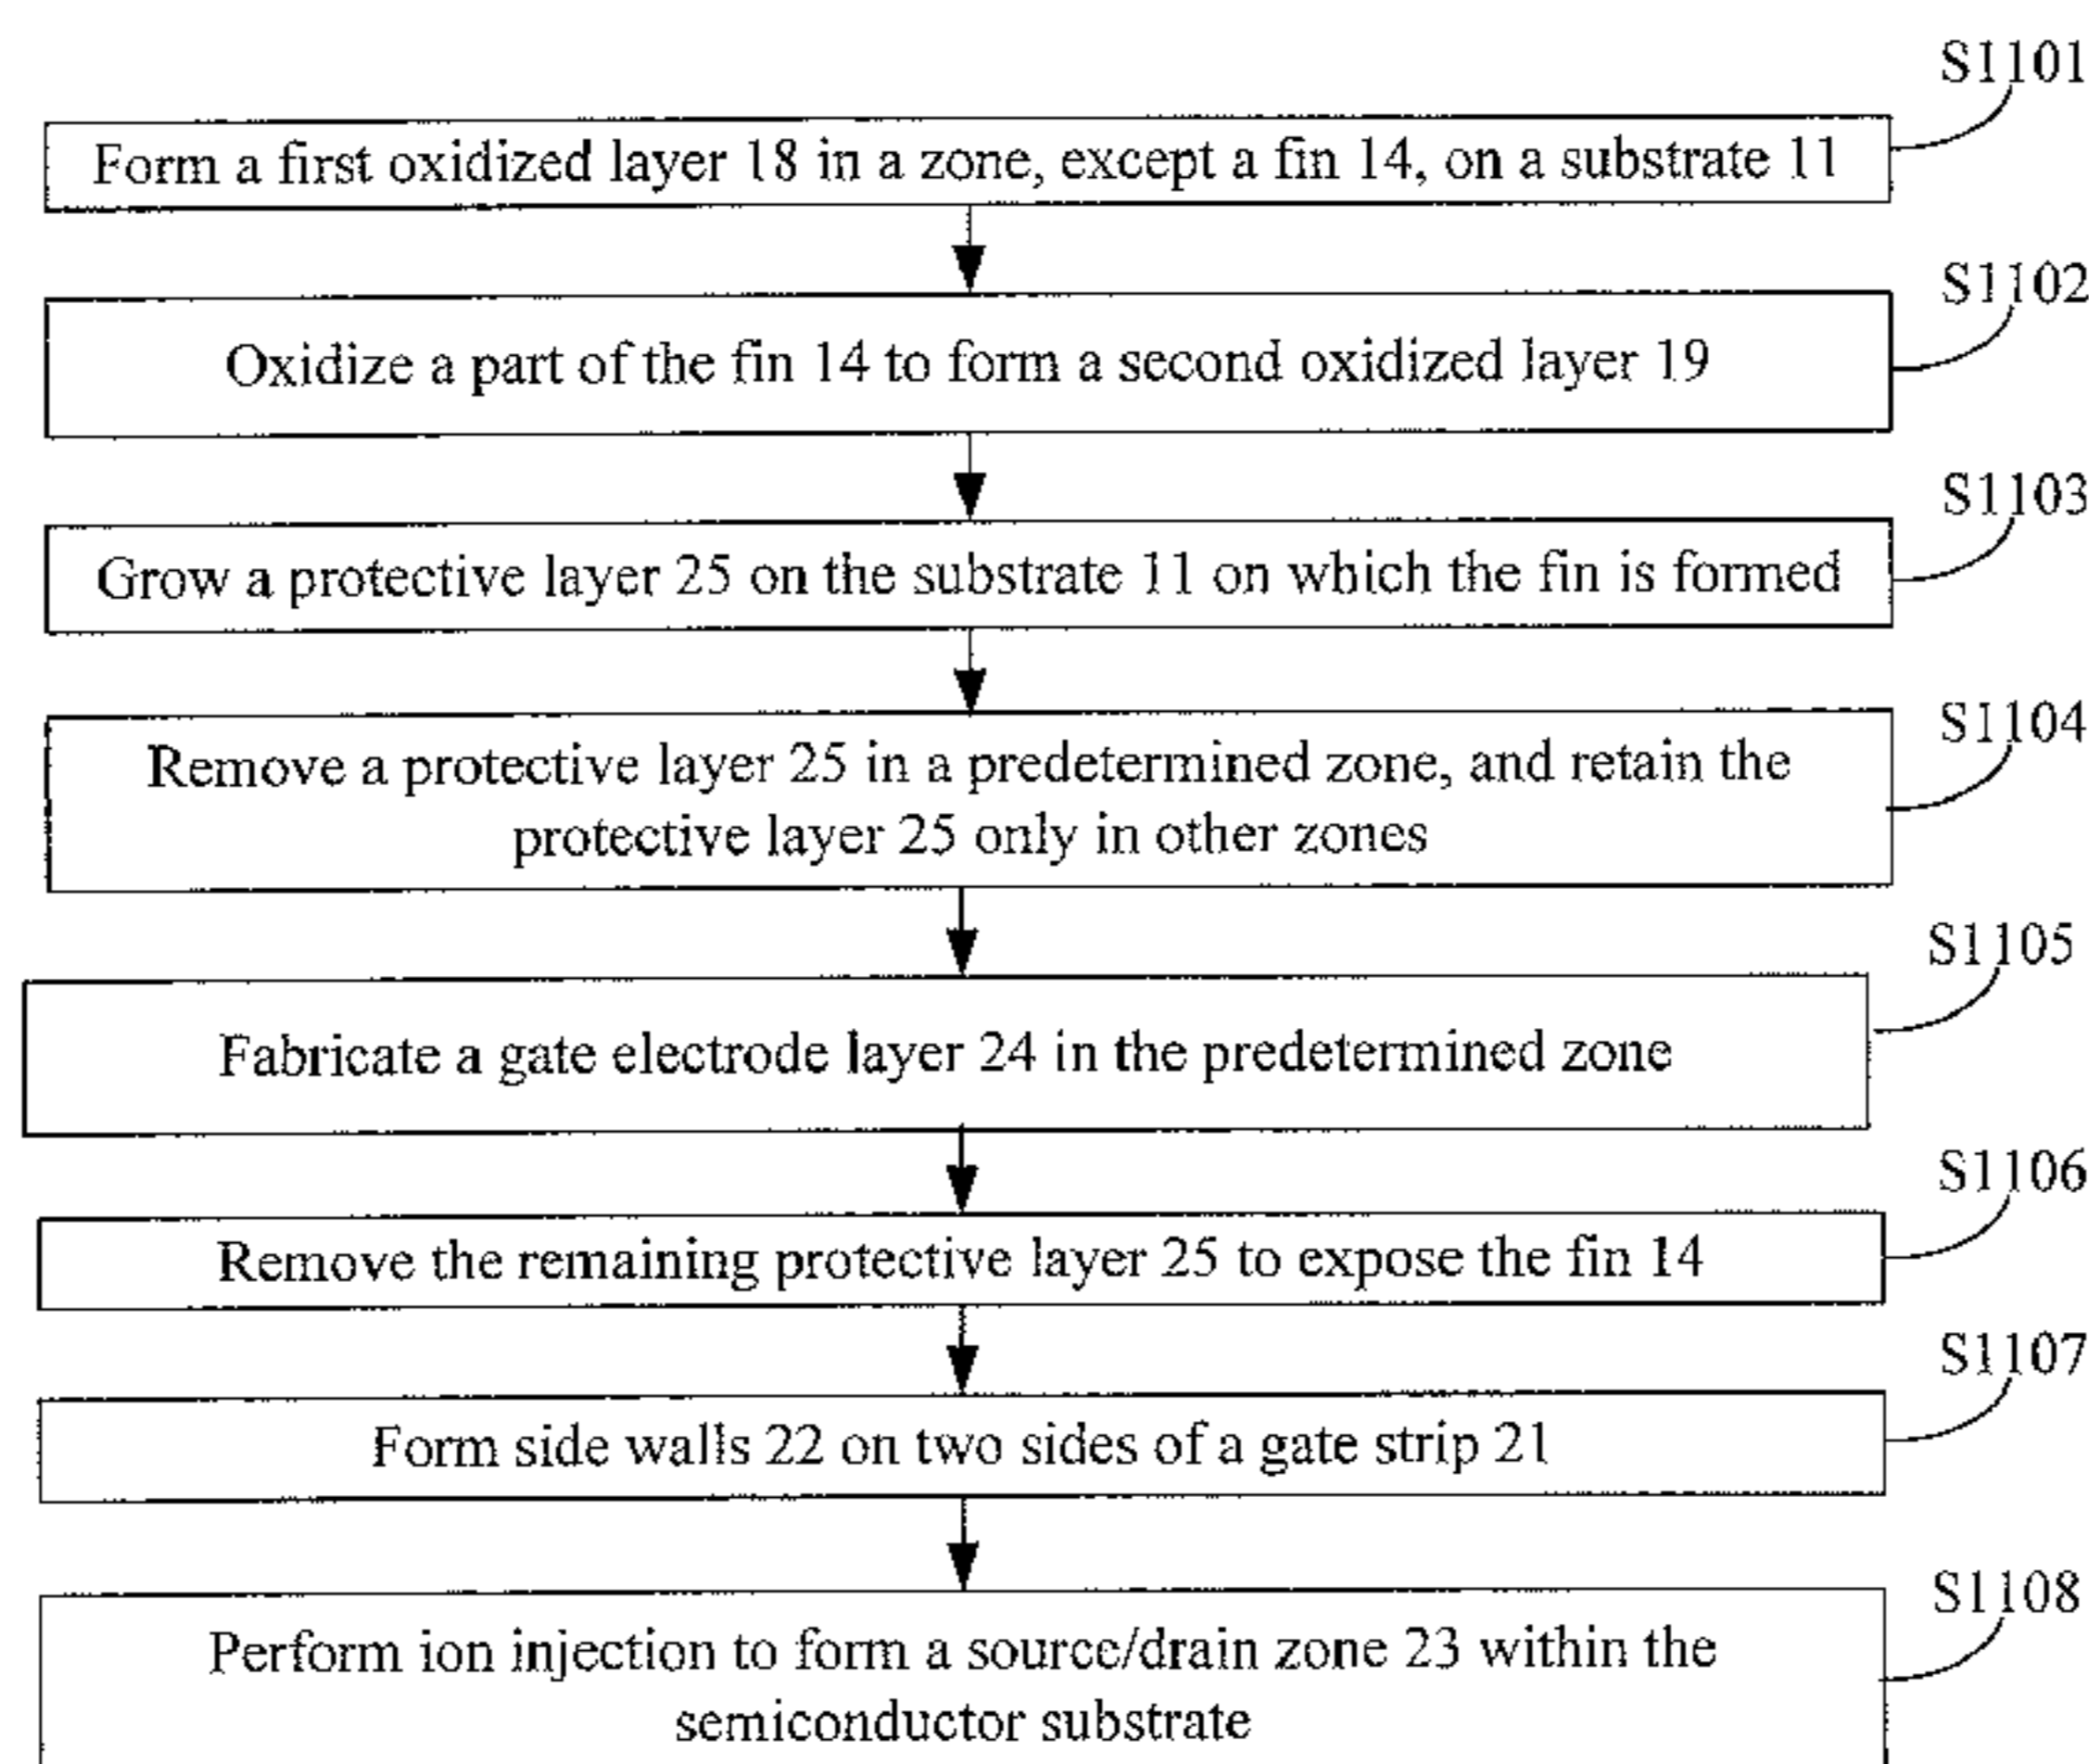 S1101
Form a first oxidized layer 18 in a zone, except a fin 14, on a substrate 11
S1102
Oxidize a part of the fin 14 to form a second oxidized layer 19
S1103
Grow a protective layer 25 on the substrate 11 on which the fin is formed
S1104
Remove a protective layer 25 in a predetermined zone, and retain the
protective layer 25 only in other zones
S1105
Fabricate a gate electrode layer 24 in the predetermined zone
S1106
Remove the remaining protective layer 25 to expose the fin 14
S1107
Form side walls 22 on two sides of a gate strip 21
S1108
Perform ion injection to form a source/drain zone 23 within the
semiconductor substrate